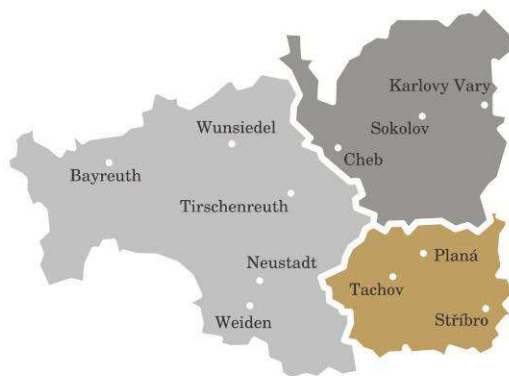 Karlovy Vary
Sokolov
Wunsiedel
Cheb
Bayreuth
Tirschenreuth
Planá
Neustadt
Tachov
Stříbro
Weiden